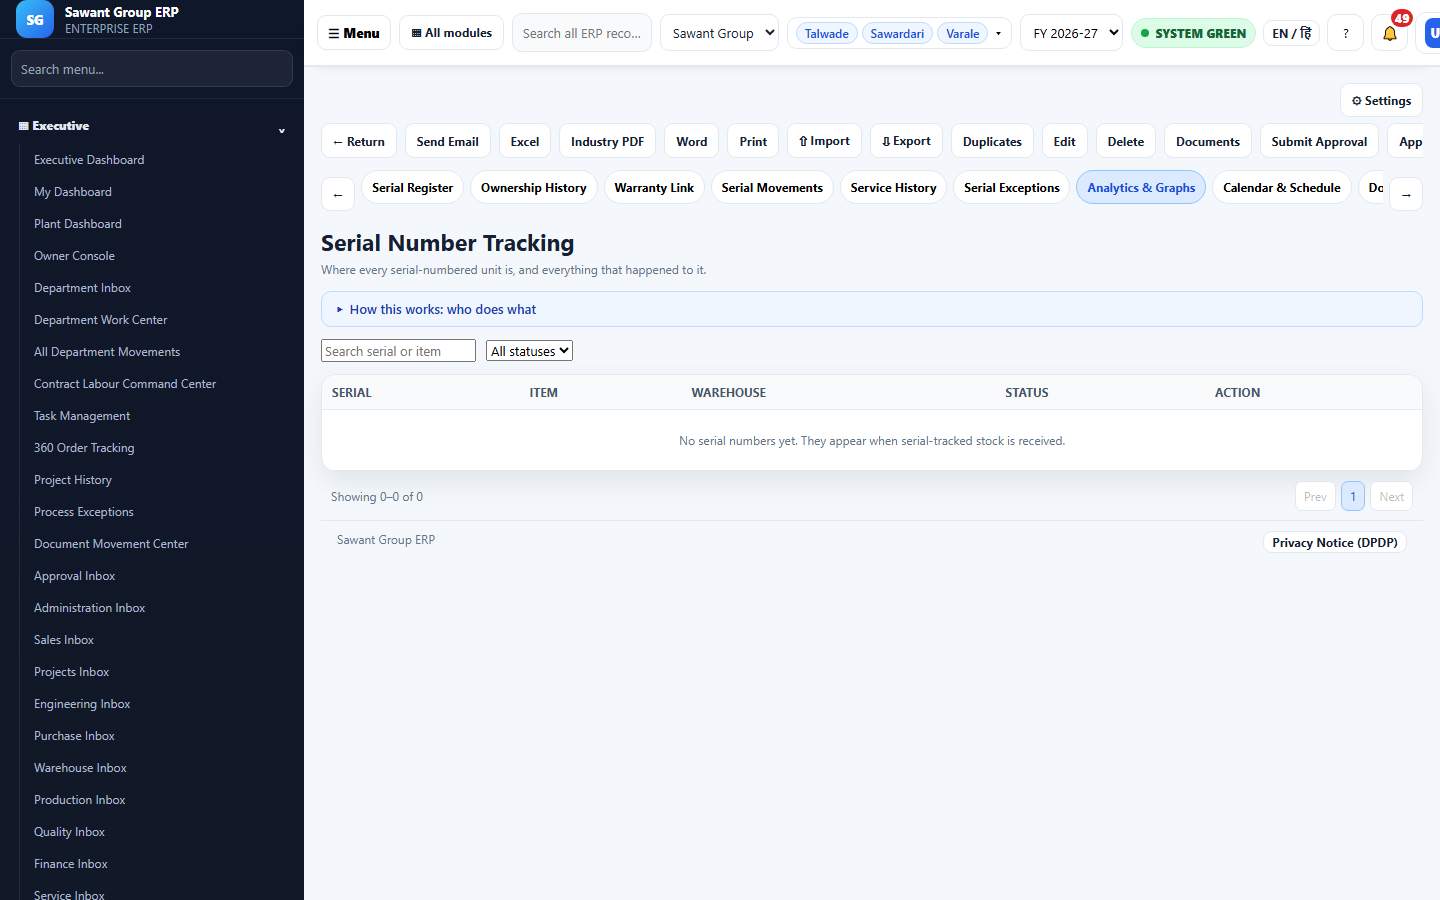 SG
Sawant Group ERP
ENTERPRISE ERP
Search menu...
Executive
Executive Dashboard
My Dashboard
Plant Dashboard
Owner Console
Department Inbox
Department Work Center
All Department Movements
Contract Labour Command Center
Task Management
360 Order Tracking
Project History
Process Exceptions
Document Movement Center
Approval Inbox
Administration Inbox
Sales Inbox
Projects Inbox
Engineering Inbox
Purchase Inbox
Warehouse Inbox
Production Inbox
Quality Inbox
Finance Inbox
Service Inbox
☰ Menu
All modules
Search all ERP reco...
Sawant Group
Talwade Sawardari Varale
FY 2026-27
SYSTEM GREEN
EN / हिं
?
49
U
⚙ Settings
← Return
Send Email
Excel
Industry PDF
Word
Print
⇧ Import
⇩ Export
Duplicates
Edit
Delete
Documents
Submit Approval
App
←
Serial Register
Ownership History
Warranty Link
Serial Movements
Service History
Serial Exceptions
Analytics & Graphs
Calendar & Schedule
Do
→
Serial Number Tracking
Where every serial-numbered unit is, and everything that happened to it.
▸ How this works: who does what
Search serial or item
All statuses
SERIAL ITEM WAREHOUSE STATUS ACTION
No serial numbers yet. They appear when serial-tracked stock is received.
Showing 0–0 of 0
Prev 1 Next
Sawant Group ERP
Privacy Notice (DPDP)